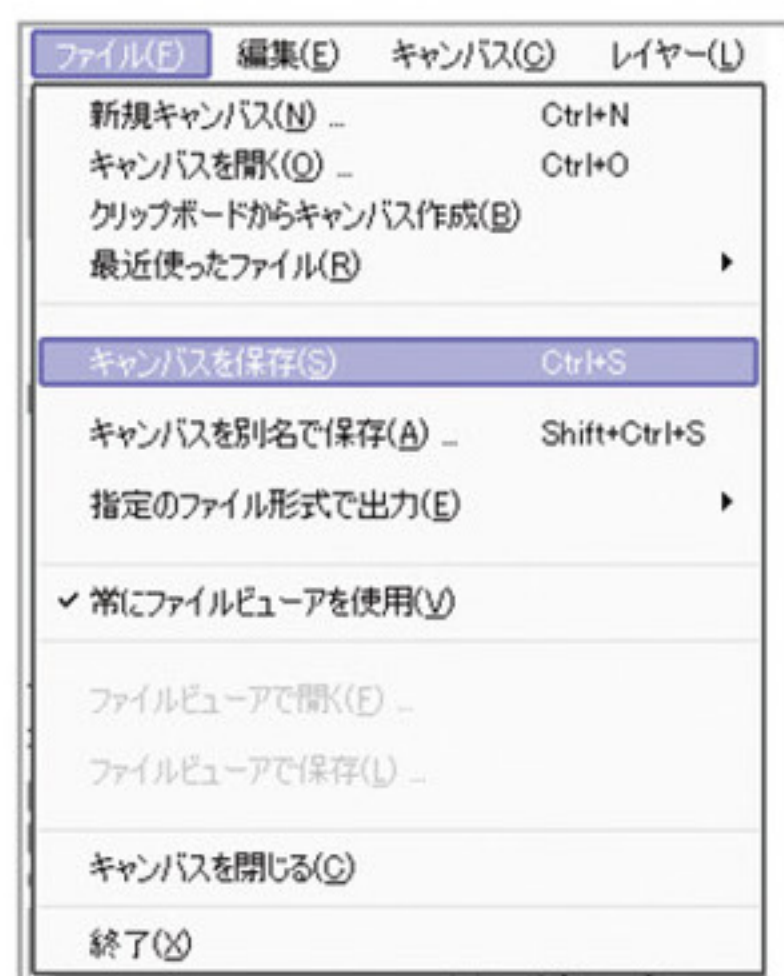 ファイル(F) 編集(E) キャンバス(C) レイヤー(L)
新規キャンバス(N) ... Ctrl+N
キャンバスを開く(O) ... Ctrl+O
クリップボードからキャンバス作成(B)
最近使ったファイル(R)
キャンバスを保存(S) Ctrl+S
キャンバスを別名で保存(A) ... Shift+Ctrl+S
指定のファイル形式で出力(E)
常にファイルビューアを使用(V)
ファイルビューアで開く(F) ...
ファイルビューアで保存(L) ...
キャンバスを閉じる(C)
終了(X)